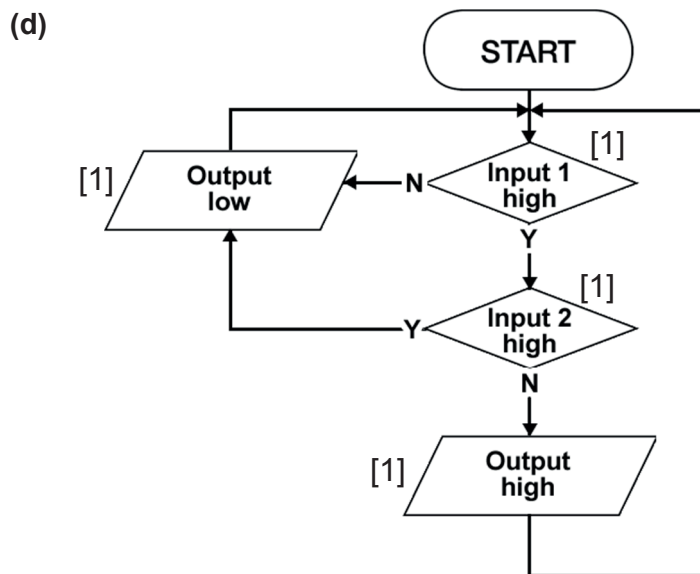 (d)
START
[1]
Input 1
high
[1]
Output
low
N
Y
[1]
Input 2
high
Y
N
[1]
Output
high